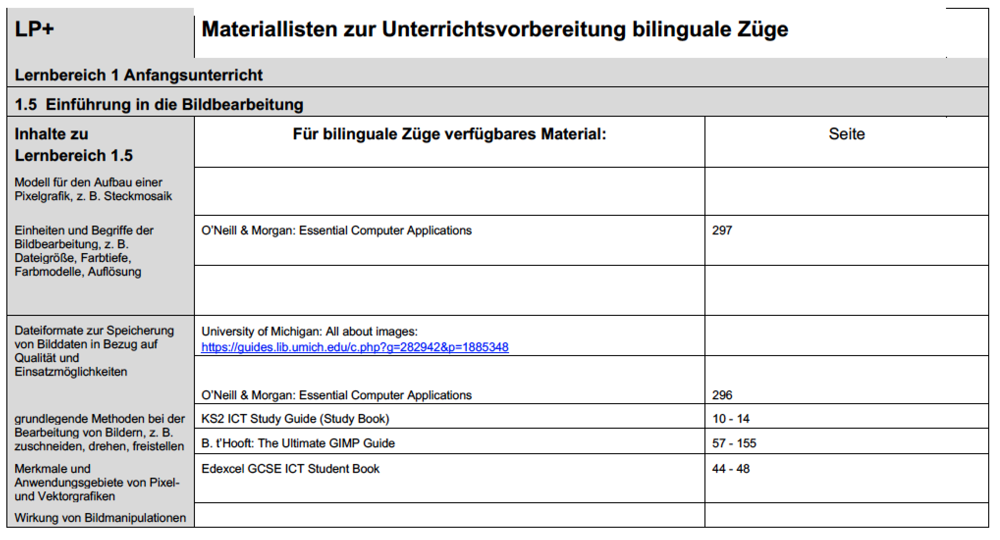 LP+
Materiallisten zur Unterrichtsvorbereitung bilinguale Züge
Lernbereich 1 Anfangsunterricht
1.5 Einführung in die Bildbearbeitung
Inhalte zu
Lernbereich 1.5
Für bilinguale Züge verfügbares Material:
Seite
Modell für den Aufbau einer
Pixelgrafik, z. B. Steckmosaik
Einheiten und Begriffe der
Bildbearbeitung, z. B.
Dateigröße, Farbtiefe,
Farbmodelle, Auflösung
O'Neill & Morgan: Essential Computer Applications
297
Dateiformate zur Speicherung
von Bilddaten in Bezug auf
Qualität und
Einsatzmöglichkeiten
University of Michigan: All about images:
https://guides.lib.umich.edu/c.php?g=282942&p=1885348
O'Neill & Morgan: Essential Computer Applications
296
grundlegende Methoden bei der
Bearbeitung von Bildern, z. B.
zuschneiden, drehen, freistellen
KS2 ICT Study Guide (Study Book)
10 - 14
B. t'Hooft: The Ultimate GIMP Guide
57 - 155
Merkmale und
Anwendungsgebiete von Pixel-
und Vektorgrafiken
Edexcel GCSE ICT Student Book
44 - 48
Wirkung von Bildmanipulationen